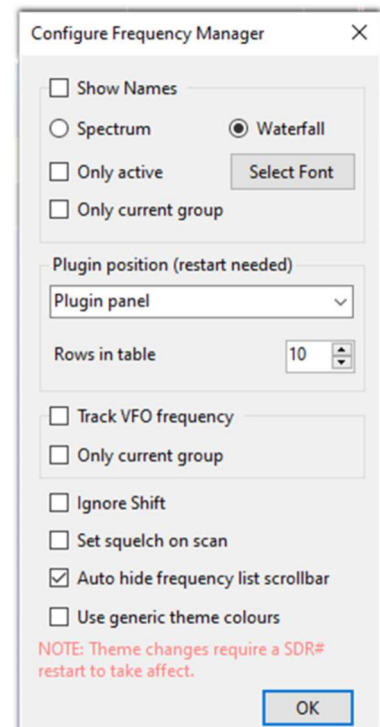 Configure Frequency Manager
Show Names
Spectrum Waterfall
Only active Select Font
Only current group
Plugin position (restart needed)
Plugin panel
Rows in table 10
Track VFO frequency
Only current group
Ignore Shift
Set squelch on scan
Auto hide frequency list scrollbar
Use generic theme colours
NOTE: Theme changes require a SDR#
restart to take affect.
OK